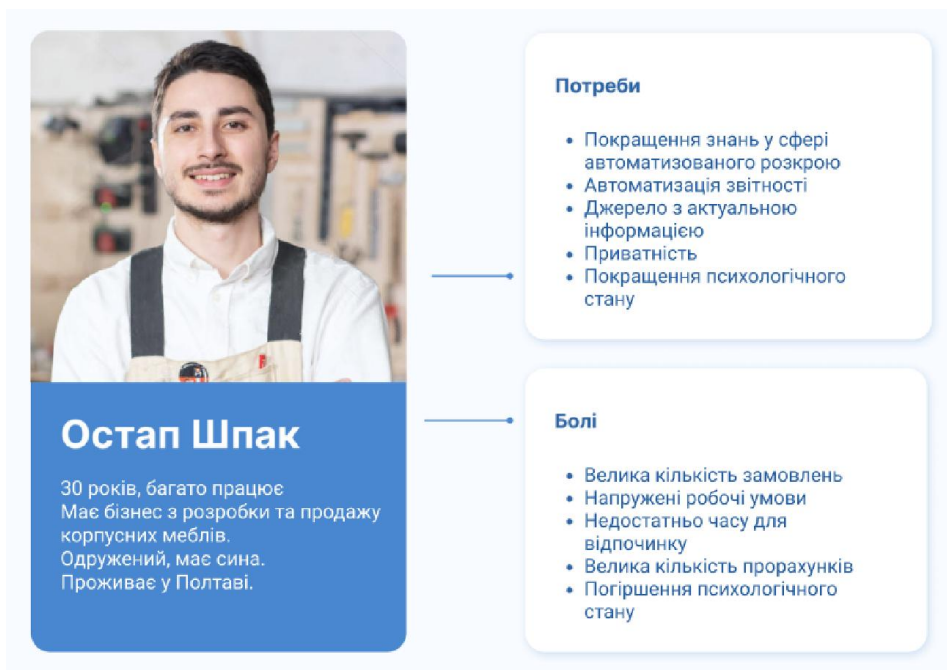 Остап Шпак
30 років, багато працює
Має бізнес з розробки та продажу
корпусних меблів.
Одружений, має сина.
Проживає у Полтаві.
Потреби
• Покращення знань у сфері
автоматизованого розкрою
• Автоматизація звітності
• Джерело з актуальною
інформацією
• Приватність
• Покращення психологічного
стану
Болі
• Велика кількість замовлень
• Напружені робочі умови
• Недостатньо часу для
відпочинку
• Велика кількість прорахунків
• Погіршення психологічного
стану